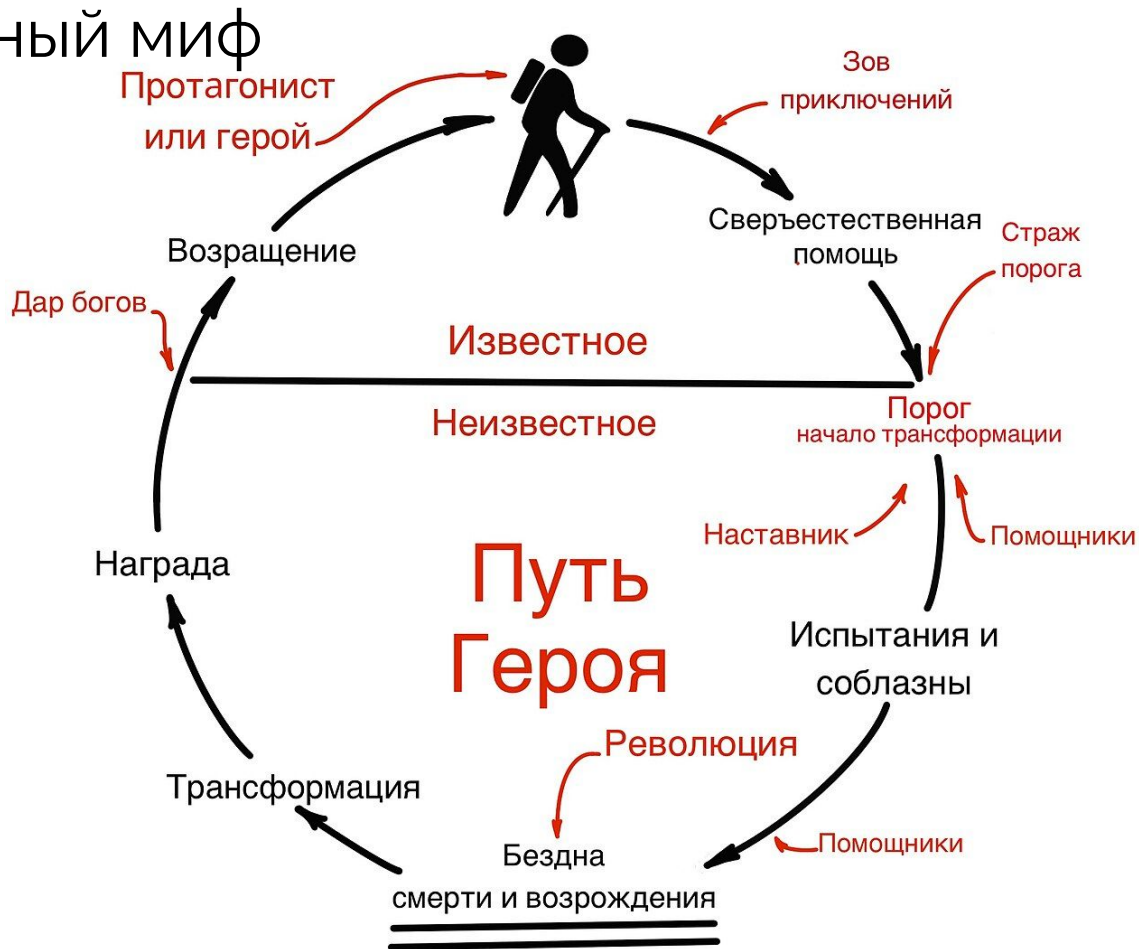 ный миф
Протагонист
или герой
Зов
приключений
Сверъестественная
помощь
Страж
порога
Возращение
Дар богов
Известное
Неизвестное
Порог
начало трансформации
Наставник
Помощники
Награда
Путь
Героя
Испытания и
соблазны
Революция
Трансформация
Помощники
Бездна
смерти и возрождения